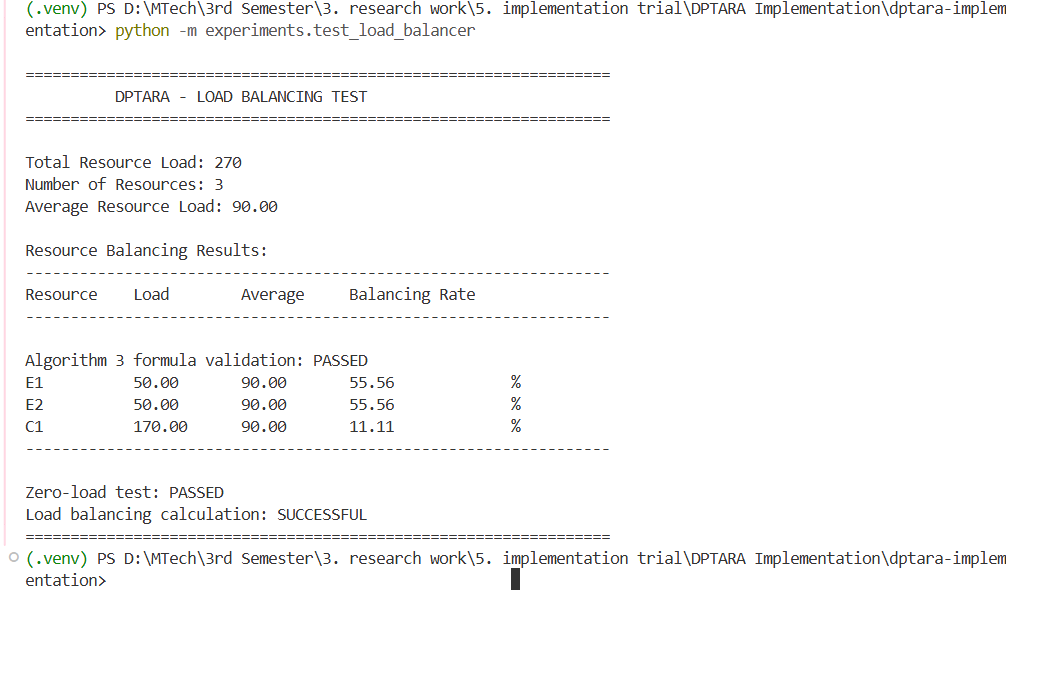 (.venv) PS D:\MTech\3rd Semester\3. research work\5. implementation trial\DPTARA Implementation\dptara-implem
entation> python -m experiments.test_load_balancer
=================================================================
DPTARA - LOAD BALANCING TEST
=================================================================
Total Resource Load: 270
Number of Resources: 3
Average Resource Load: 90.00
Resource Balancing Results:
-----------------------------------------------------------------
Resource    Load        Average     Balancing Rate
-----------------------------------------------------------------
Algorithm 3 formula validation: PASSED
E1          50.00       90.00       55.56             %
E2          50.00       90.00       55.56             %
C1          170.00      90.00       11.11             %
-----------------------------------------------------------------
Zero-load test: PASSED
Load balancing calculation: SUCCESSFUL
=================================================================
(.venv) PS D:\MTech\3rd Semester\3. research work\5. implementation trial\DPTARA Implementation\dptara-implem
entation>